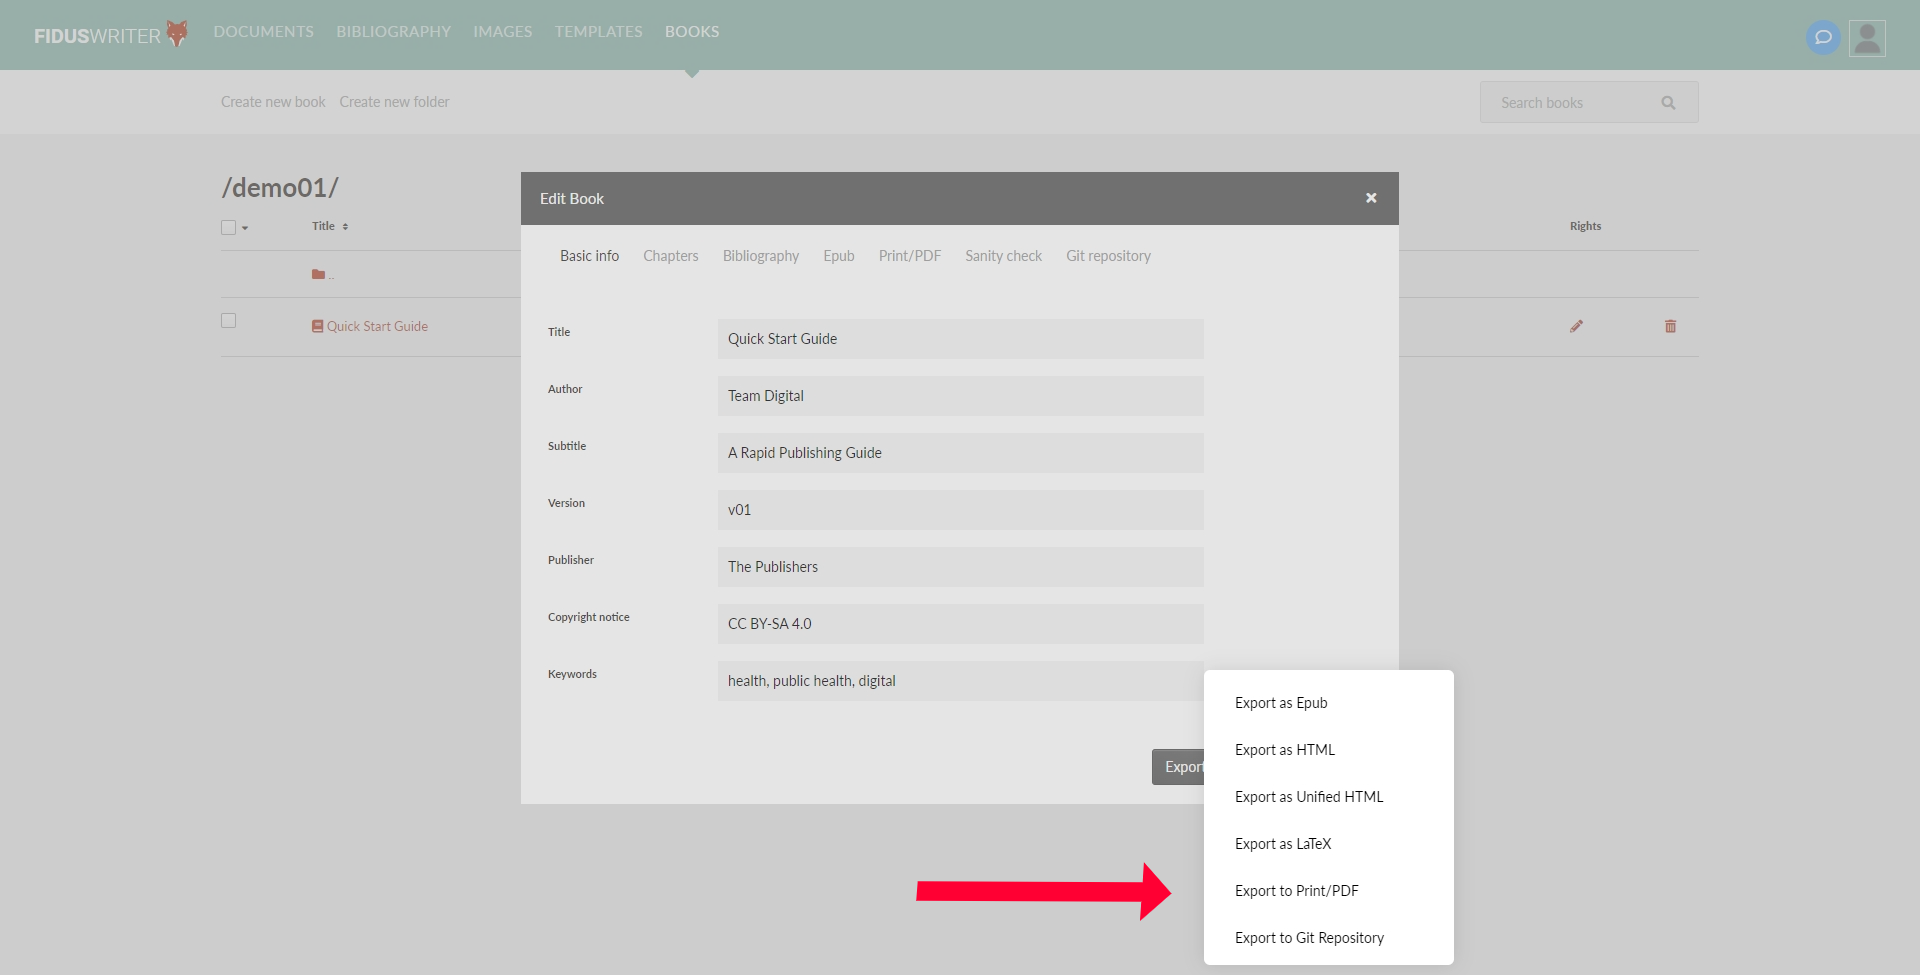 FIDUSWRITER DOCUMENTS BIBLIOGRAPHY IMAGES TEMPLATES BOOKS
Create new book Create new folder Search books
/demo01/
Title Rights
..
Quick Start Guide
Edit Book
Basic info Chapters Bibliography Epub Print/PDF Sanity check Git repository
Title Quick Start Guide
Author Team Digital
Subtitle A Rapid Publishing Guide
Version v01
Publisher The Publishers
Copyright notice CC BY-SA 4.0
Keywords health, public health, digital
Export
Export as Epub
Export as HTML
Export as Unified HTML
Export as LaTeX
Export to Print/PDF
Export to Git Repository